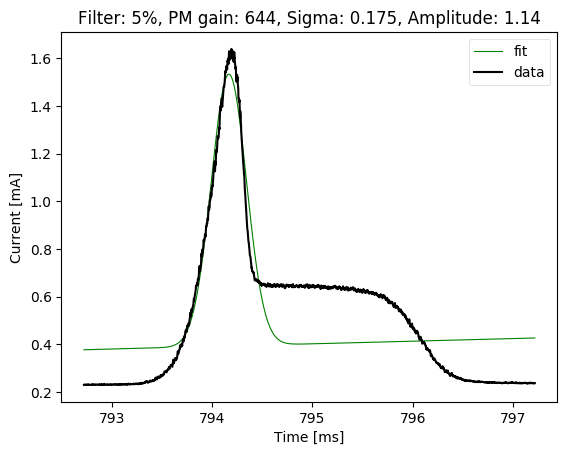 Filter: 5%, PM gain: 644, Sigma: 0.175, Amplitude: 1.14
fit
data
1.6
1.4
1.2
1.0
0.8
0.6
0.4
0.2
Current [mA]
793 794 795 796 797
Time [ms]